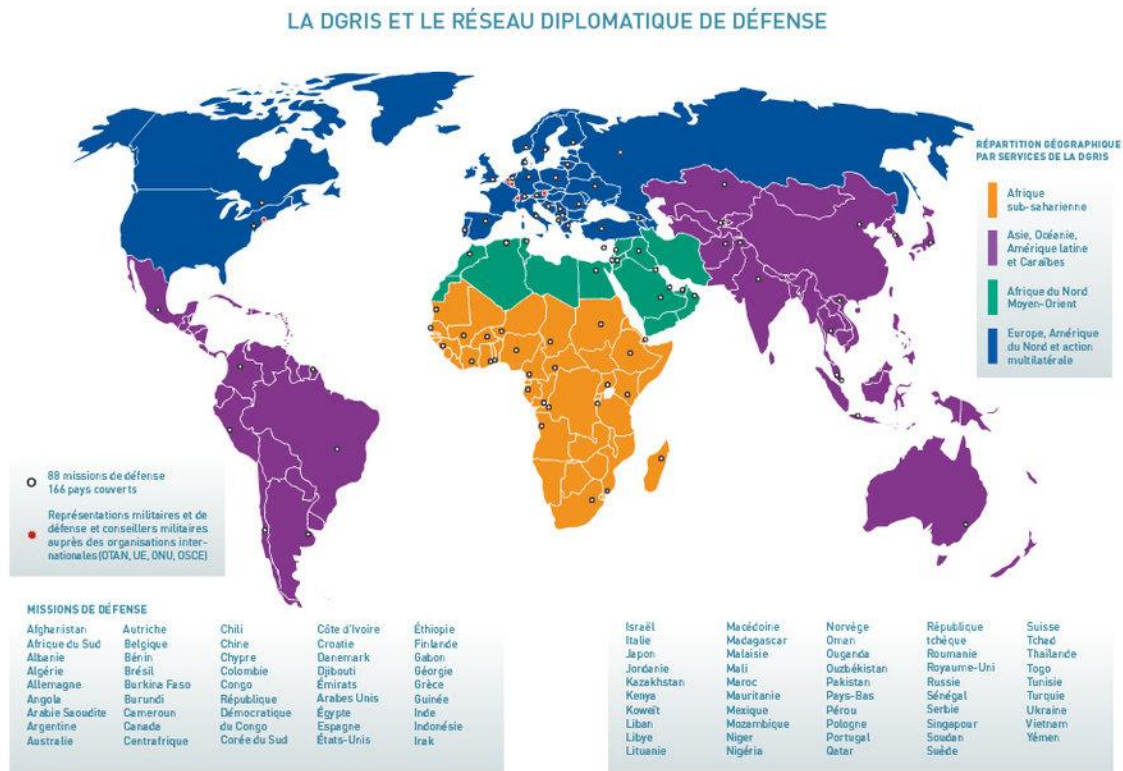 LA DGRIS ET LE RÉSEAU DIPLOMATIQUE DE DÉFENSE
RÉPARTITION GÉOGRAPHIQUE
PAR SERVICES DE LA DGRIS
Afrique
sub-saharienne
Asie, Océanie,
Amérique latine
et Caraïbes
Afrique du Nord
Moyen-Orient
Europe, Amérique
du Nord et action
multilatérale
88 missions de défense
166 pays couverts
Représentations militaires et de
défense et conseillers militaires
auprès des organisations inter-
nationales (OTAN, UE, ONU, OSCE)
MISSIONS DE DÉFENSE
Afghanistan
Afrique du Sud
Albanie
Algérie
Allemagne
Angola
Arabie Saoudite
Argentine
Australie
Autriche
Belgique
Bénin
Brésil
Burkina Faso
Burundi
Cameroun
Canada
Centrafrique
Chili
Chine
Chypre
Colombie
Congo
République
Démocratique
du Congo
Corée du Sud
Côte d'Ivoire
Croatie
Danemark
Djibouti
Émirats
Arabes Unis
Égypte
Espagne
États-Unis
Éthiopie
Finlande
Gabon
Géorgie
Grèce
Guinée
Inde
Indonésie
Irak
Israël
Italie
Japon
Jordanie
Kazakhstan
Kenya
Koweït
Liban
Libye
Lituanie
Macédoine
Madagascar
Malaisie
Mali
Maroc
Mauritanie
Mexique
Mozambique
Niger
Nigéria
Norvège
Oman
Ouganda
Ouzbékistan
Pakistan
Pays-Bas
Pérou
Pologne
Portugal
Qatar
République
tchèque
Roumanie
Royaume-Uni
Russie
Sénégal
Serbie
Singapour
Soudan
Suède
Suisse
Tchad
Thaïlande
Togo
Tunisie
Turquie
Ukraine
Vietnam
Yémen